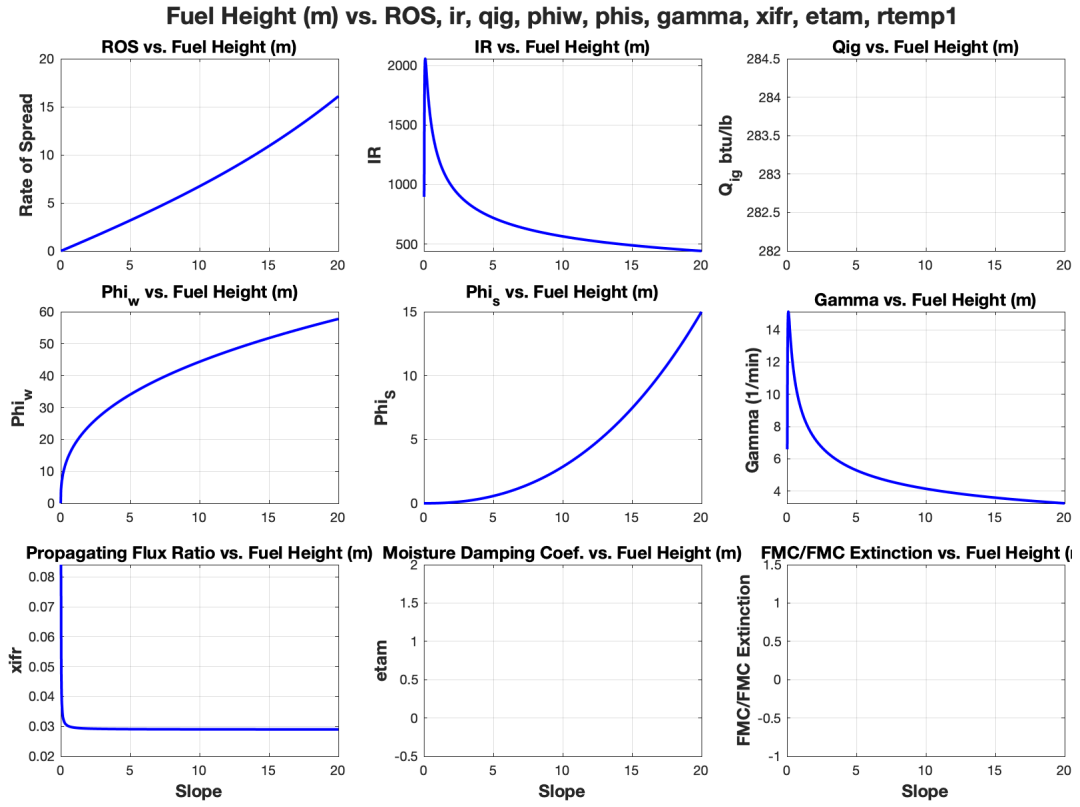 Fuel Height (m) vs. ROS, ir, qig, phiw, phis, gamma, xifr, etam, rtemp1
ROS vs. Fuel Height (m)
Rate of Spread
20
15
10
5
0
0 5 10 15 20
IR vs. Fuel Height (m)
IR
2000
1500
1000
500
0 5 10 15 20
Qig vs. Fuel Height (m)
Qig btu/lb
284.5
284
283.5
283
282.5
282
0 5 10 15 20
Phiw vs. Fuel Height (m)
Phiw
60
50
40
30
20
10
0
0 5 10 15 20
Phis vs. Fuel Height (m)
PhiS
15
10
5
0
0 5 10 15 20
Gamma vs. Fuel Height (m)
Gamma (1/min)
14
12
10
8
6
4
0 5 10 15 20
Propagating Flux Ratio vs. Fuel Height (m)
xifr
0.08
0.07
0.06
0.05
0.04
0.03
0.02
0 5 10 15 20
Slope
Moisture Damping Coef. vs. Fuel Height (m)
etam
2
1.5
1
0.5
0
-0.5
0 5 10 15 20
Slope
FMC/FMC Extinction vs. Fuel Height (
FMC/FMC Extinction
1.5
1
0.5
0
-0.5
-1
0 5 10 15 20
Slope